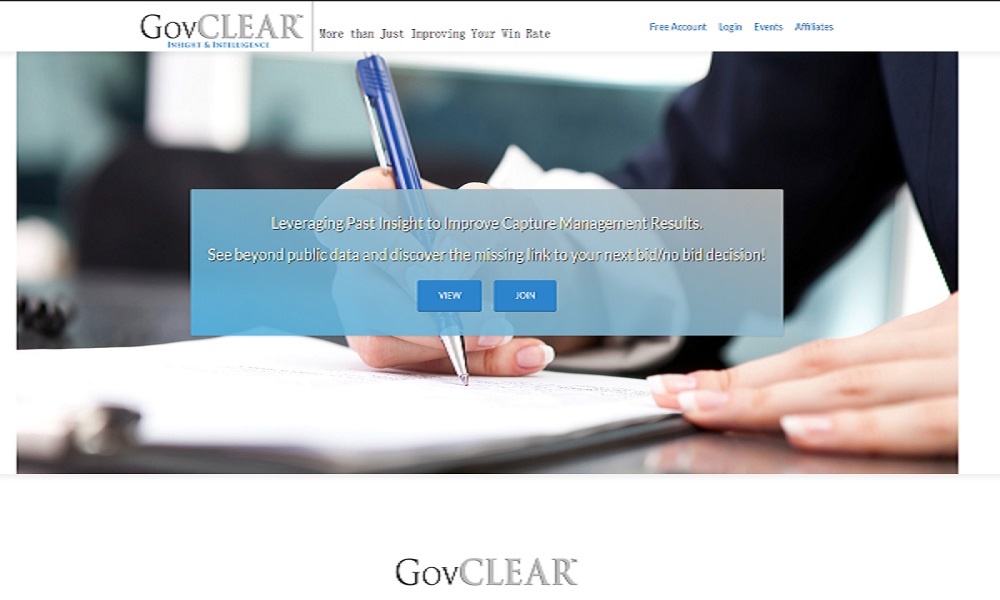 GovCLEAR™
Insight & Intelligence
More than Just Improving Your Win Rate
Free Account Login Events Affiliates
Leveraging Past Insight to Improve Capture Management Results.
See beyond public data and discover the missing link to your next bid/no bid decision!
VIEW JOIN
GovCLEAR™